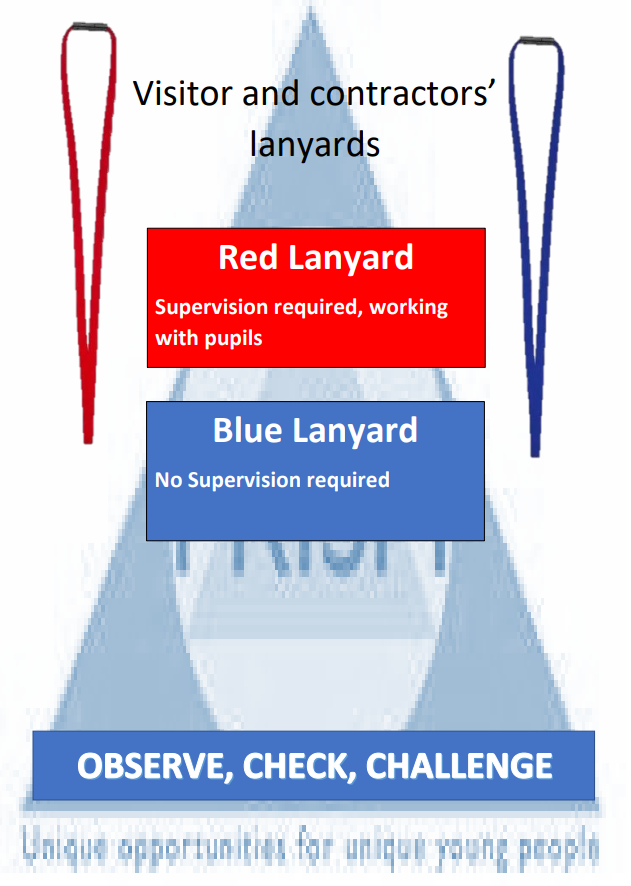 Visitor and contractors’
lanyards
Red Lanyard
Supervision required, working
with pupils
Blue Lanyard
No Supervision required
PRISM
OBSERVE, CHECK, CHALLENGE
Unique opportunities for unique young people